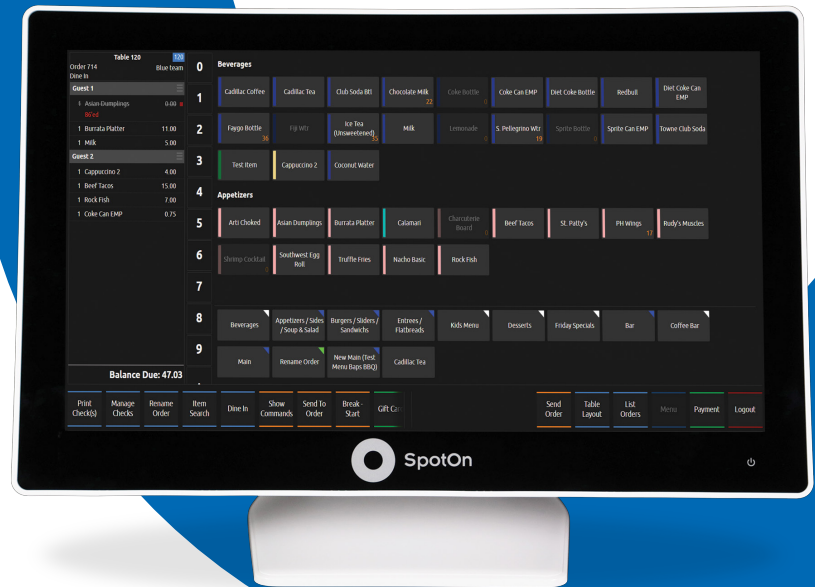 Table 120
120
Order 714
Blue team
Dine In
Guest 1
1 Asian Dumplings 0.00
86'ed
1 Burrata Platter 11.00
1 Milk 5.00
Guest 2
1 Cappucino 2 4.00
1 Beef Tacos 15.00
1 Rock Fish 7.00
1 Coke Can EMP 0.75
Balance Due: 47.03
0
1
2
3
4
5
6
7
8
9
.
Beverages
Cadillac Coffee
Cadillac Tea
Club Soda Btl
Chocolate Milk
22
Coke Bottle
0
Coke Can EMP
Diet Coke Bottle
Redbull
Diet Coke Can
EMP
Faygo Bottle
36
Fiji Wtr
Ice Tea
(Unsweetened)
35
Milk
Lemonade
0
S. Pellegrino Wtr
19
Sprite Bottle
0
Sprite Can EMP
Towne Club Soda
Test Item
Cappuccino 2
Coconut Water
Appetizers
Arti Choked
Asian Dumplings
Burrata Platter
Calamari
Charcuterie
Board
0
Beef Tacos
St. Patty's
PH Wings
17
Rudy's Muscles
Shrimp Cocktail
0
Southwest Egg
Roll
Truffle Fries
Nacho Basic
Rock Fish
Beverages
Appetizers / Sides
/ Soup & Salad
Burgers / Sliders /
Sandwichs
Entrees /
Flatbreads
Kids Menu
Desserts
Friday Specials
Bar
Coffee Bar
Main
Rename Order
New Main (Test
Menu Baps BBQ)
Cadillac Tea
Print
Check(s)
Manage
Checks
Rename
Order
Item
Search
Dine In
Show
Commands
Send To
Order
Break -
Start
Gift Car
Send
Order
Table
Layout
List
Orders
Menu
Payment
Logout
SpotOn